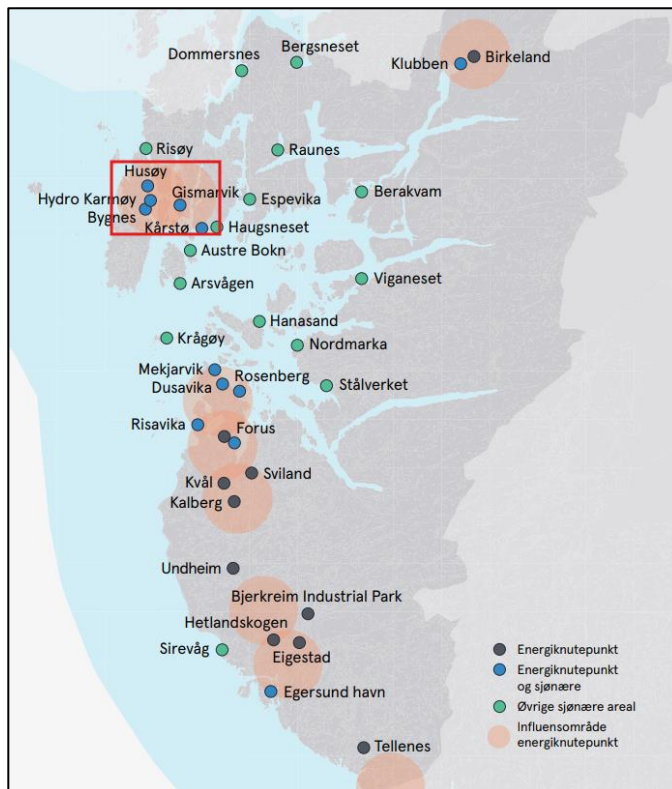 Dommersnes
Bergsneset
Klubben
Birkeland
Risøy
Raunes
Husøy
Hydro Karmøy
Gismarvik
Espevika
Berakvam
Bygnes
Kårstø
Haugsneset
Austre Bokn
Arsvågen
Viganeset
Hanasand
Krågøy
Nordmarka
Mekjarvik
Rosenberg
Dusavika
Stålverket
Risavika
Forus
Sviland
Kvål
Kalberg
Undheim
Bjerkreim Industrial Park
Hetlandskogen
Sirevåg
Eigestad
Egersund havn
Tellenes
Energiknutepunkt
Energiknutepunkt
og sjønære
Øvrige sjønære areal
Influensområde
energiknutepunkt